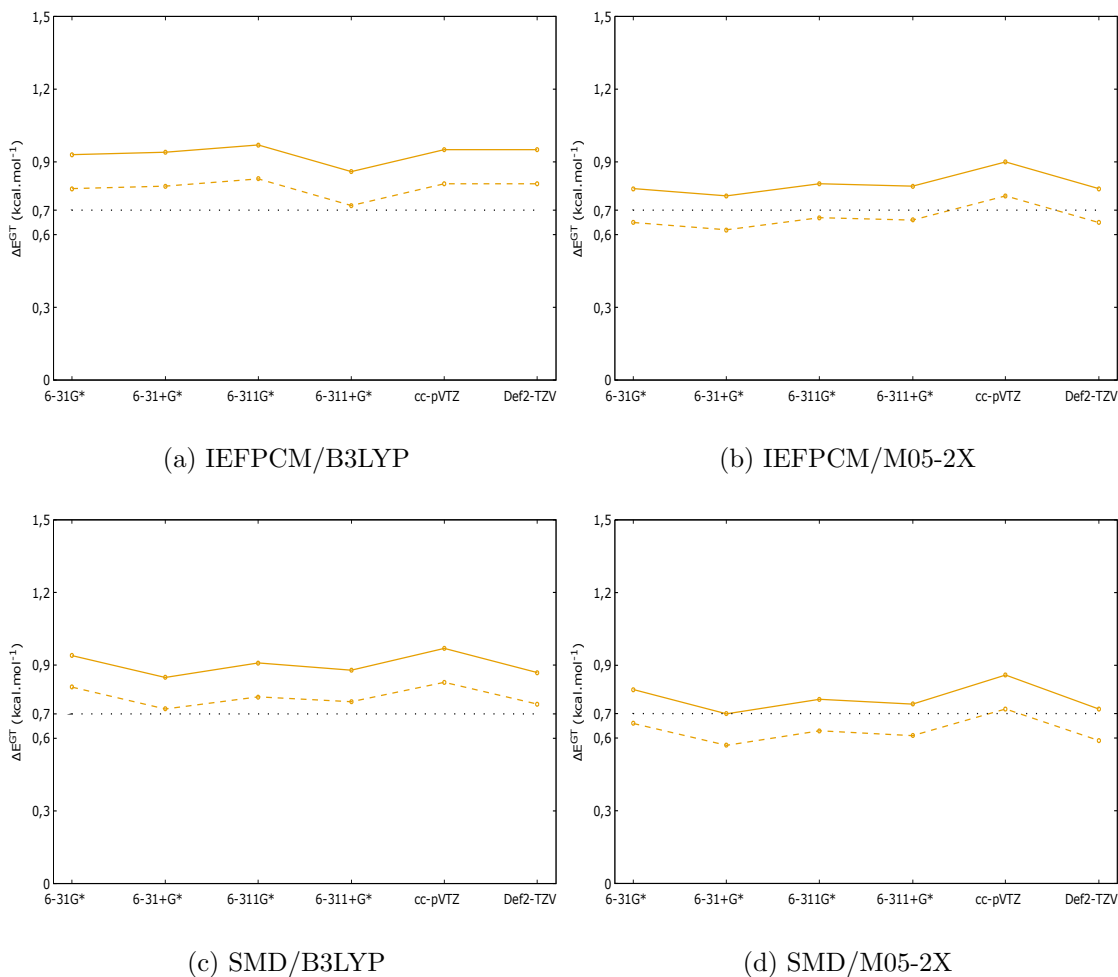 1,5
1,2
0,9
0,7
0,6
0,3
0
ΔE^GT (kcal.mol⁻¹)
6-31G* 6-31+G* 6-311G* 6-311+G* cc-pVTZ Def2-TZV
(a) IEFPCM/B3LYP
1,5
1,2
0,9
0,7
0,6
0,3
0
ΔE^GT (kcal.mol⁻¹)
6-31G* 6-31+G* 6-311G* 6-311+G* cc-pVTZ Def2-TZV
(b) IEFPCM/M05-2X
1,5
1,2
0,9
0,7
0,6
0,3
0
ΔE^GT (kcal.mol⁻¹)
6-31G* 6-31+G* 6-311G* 6-311+G* cc-pVTZ Def2-TZV
(c) SMD/B3LYP
1,5
1,2
0,9
0,7
0,6
0,3
0
ΔE^GT (kcal.mol⁻¹)
6-31G* 6-31+G* 6-311G* 6-311+G* cc-pVTZ Def2-TZV
(d) SMD/M05-2X